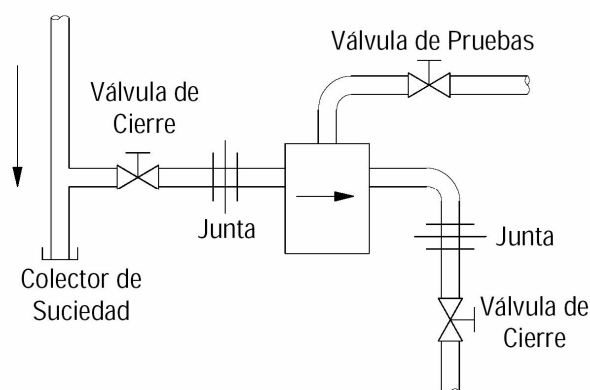 Válvula de Pruebas
Válvula de
Cierre
Junta
Junta
Colector de
Suciedad
Válvula de
Cierre